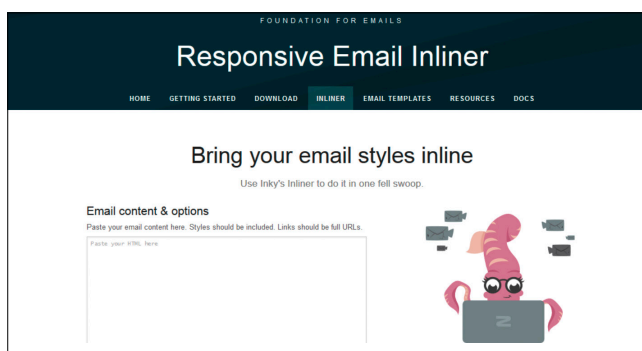 FOUNDATION FOR EMAILS
Responsive Email Inliner
HOME GETTING STARTED DOWNLOAD INLINER EMAIL TEMPLATES RESOURCES DOCS
Bring your email styles inline
Use Inky's Inliner to do it in one fell swoop.
Email content & options
Paste your email content here. Styles should be included. Links should be full URLs.
Paste your HTML here